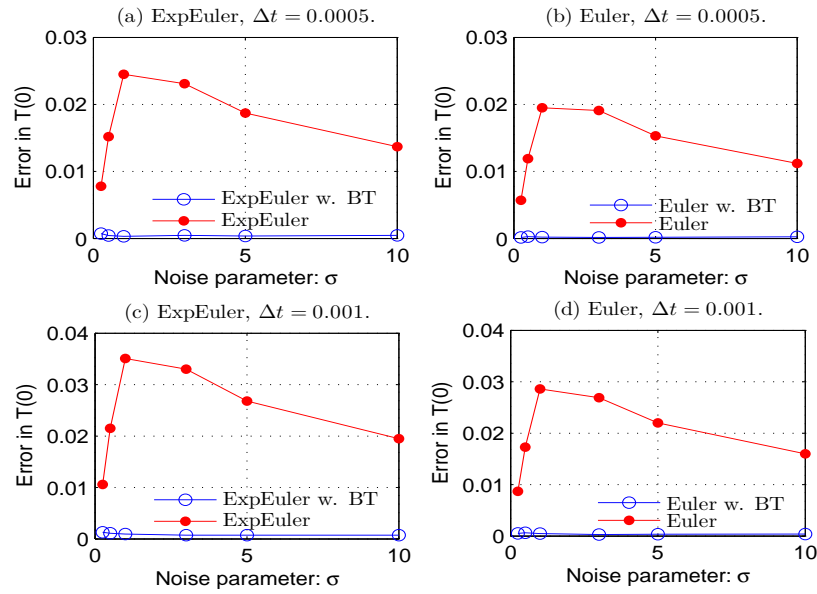 (a) ExpEuler, Δt = 0.0005.
0.03
0.02
0.01
0
Error in T(0)
ExpEuler w. BT
ExpEuler
0
5
10
Noise parameter: σ
(b) Euler, Δt = 0.0005.
0.03
0.02
0.01
0
Error in T(0)
Euler w. BT
Euler
0
5
10
Noise parameter: σ
(c) ExpEuler, Δt = 0.001.
0.04
0.03
0.02
0.01
0
Error in T(0)
ExpEuler w. BT
ExpEuler
0
5
10
Noise parameter: σ
(d) Euler, Δt = 0.001.
0.04
0.03
0.02
0.01
0
Error in T(0)
Euler w. BT
Euler
0
5
10
Noise parameter: σ